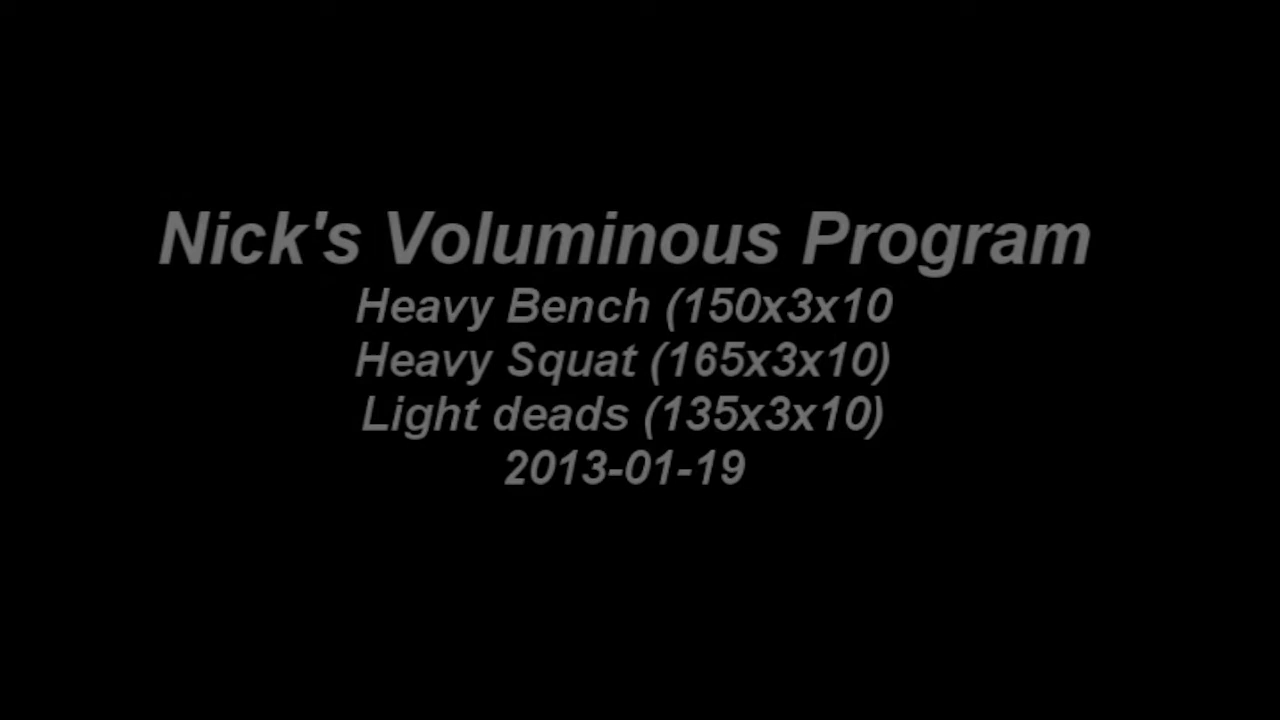 Nick's Voluminous Program
Heavy Bench (150x3x10
Heavy Squat (165x3x10)
Light deads (135x3x10)
2013-01-19